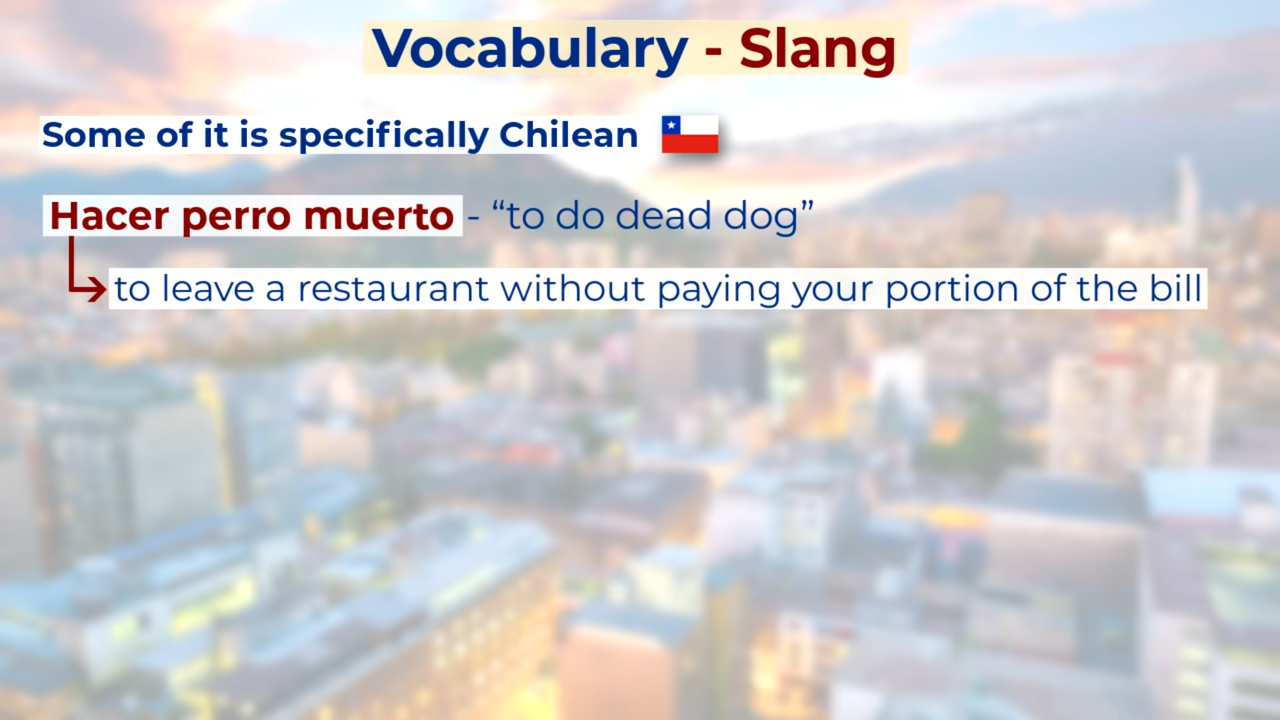 Vocabulary - Slang
Some of it is specifically Chilean
Hacer perro muerto - “to do dead dog”
to leave a restaurant without paying your portion of the bill